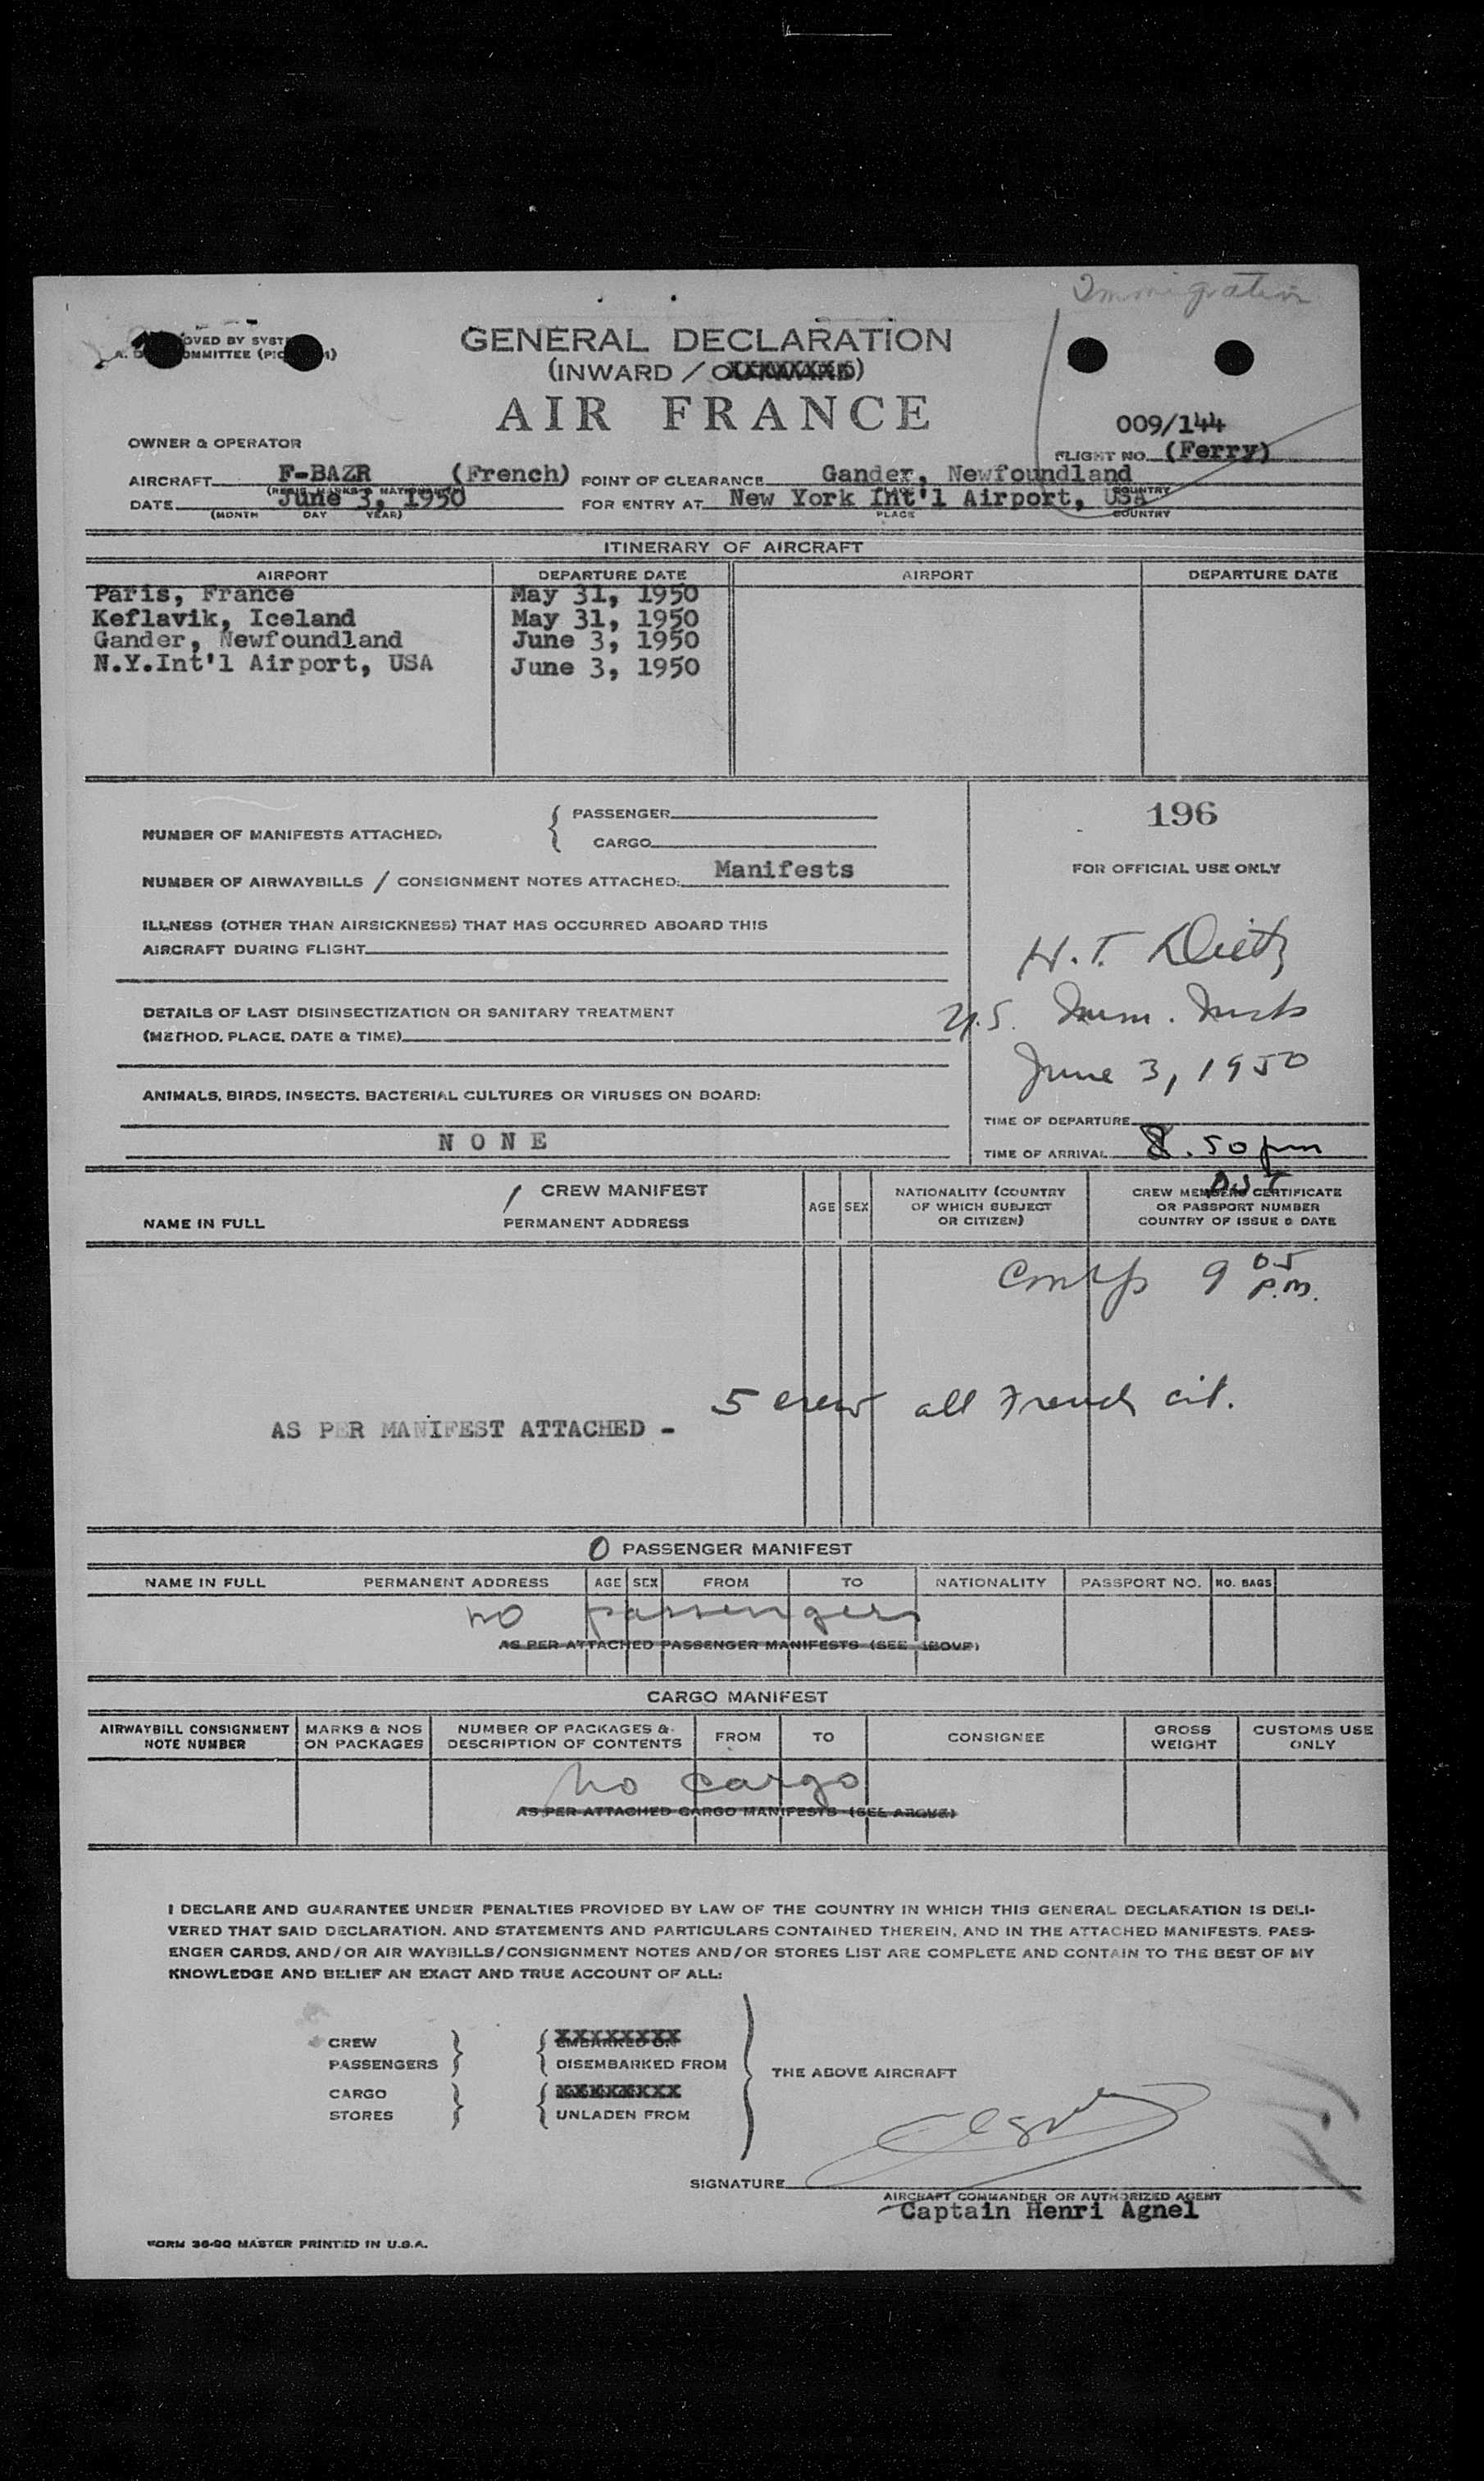 Immigration
GENERAL DECLARATION
(INWARD /
AIR FRANCE
009/144
OWNER & OPERATOR
FLIGHT NO. (Ferry)
AIRCRAFT F-BAZR (French) POINT OF CLEARANCE Gander, Newfoundland
COUNTRY
DATE June 3, 1950 FOR ENTRY AT New York Int'l Airport, USA
(MONTH DAY YEAR) PLACE COUNTRY
ITINERARY OF AIRCRAFT
AIRPORT DEPARTURE DATE AIRPORT DEPARTURE DATE
Paris, France May 31, 1950
Keflavik, Iceland May 31, 1950
Gander, Newfoundland June 3, 1950
N.Y.Int'l Airport, USA June 3, 1950
196
NUMBER OF MANIFESTS ATTACHED: { PASSENGER
CARGO
NUMBER OF AIRWAYBILLS / CONSIGNMENT NOTES ATTACHED: Manifests
FOR OFFICIAL USE ONLY
ILLNESS (OTHER THAN AIRSICKNESS) THAT HAS OCCURRED ABOARD THIS
AIRCRAFT DURING FLIGHT
H.T. Dietz
DETAILS OF LAST DISINSECTIZATION OR SANITARY TREATMENT
(METHOD, PLACE, DATE & TIME)
U.S. Imm.
June 3, 1950
ANIMALS, BIRDS, INSECTS, BACTERIAL CULTURES OR VIRUSES ON BOARD:
NONE
TIME OF DEPARTURE
TIME OF ARRIVAL 8.50 pm
DST
CREW MANIFEST
NAME IN FULL PERMANENT ADDRESS AGE SEX
NATIONALITY (COUNTRY
OF WHICH SUBJECT
OR CITIZEN)
CREW MEMBERS CERTIFICATE
OR PASSPORT NUMBER
COUNTRY OF ISSUE & DATE
9 05 P.M.
5 crew all French cit.
AS PER MANIFEST ATTACHED -
0 PASSENGER MANIFEST
NAME IN FULL PERMANENT ADDRESS AGE SEX FROM TO NATIONALITY PASSPORT NO. NO. BAGS
no passengers
AS PER ATTACHED PASSENGER MANIFESTS (SEE ABOVE)
CARGO MANIFEST
AIRWAYBILL CONSIGNMENT
NOTE NUMBER
MARKS & NOS
ON PACKAGES
NUMBER OF PACKAGES &
DESCRIPTION OF CONTENTS
FROM TO CONSIGNEE
GROSS
WEIGHT
CUSTOMS USE
ONLY
no cargo
AS PER ATTACHED CARGO MANIFESTS (SEE ABOVE)
I DECLARE AND GUARANTEE UNDER PENALTIES PROVIDED BY LAW OF THE COUNTRY IN WHICH THIS GENERAL DECLARATION IS DELI-
VERED THAT SAID DECLARATION, AND STATEMENTS AND PARTICULARS CONTAINED THEREIN, AND IN THE ATTACHED MANIFESTS, PASS-
ENGER CARDS, AND/OR AIR WAYBILLS/CONSIGNMENT NOTES AND/OR STORES LIST ARE COMPLETE AND CONTAIN TO THE BEST OF MY
KNOWLEDGE AND BELIEF AN EXACT AND TRUE ACCOUNT OF ALL:
CREW } { EMBARKED ON
PASSENGERS DISEMBARKED FROM
THE ABOVE AIRCRAFT
CARGO } { XXXXXXXX
STORES UNLADEN FROM
SIGNATURE
AIRCRAFT COMMANDER OR AUTHORIZED AGENT
Captain Henri Agnel
FORM 36-GQ MASTER PRINTED IN U.S.A.